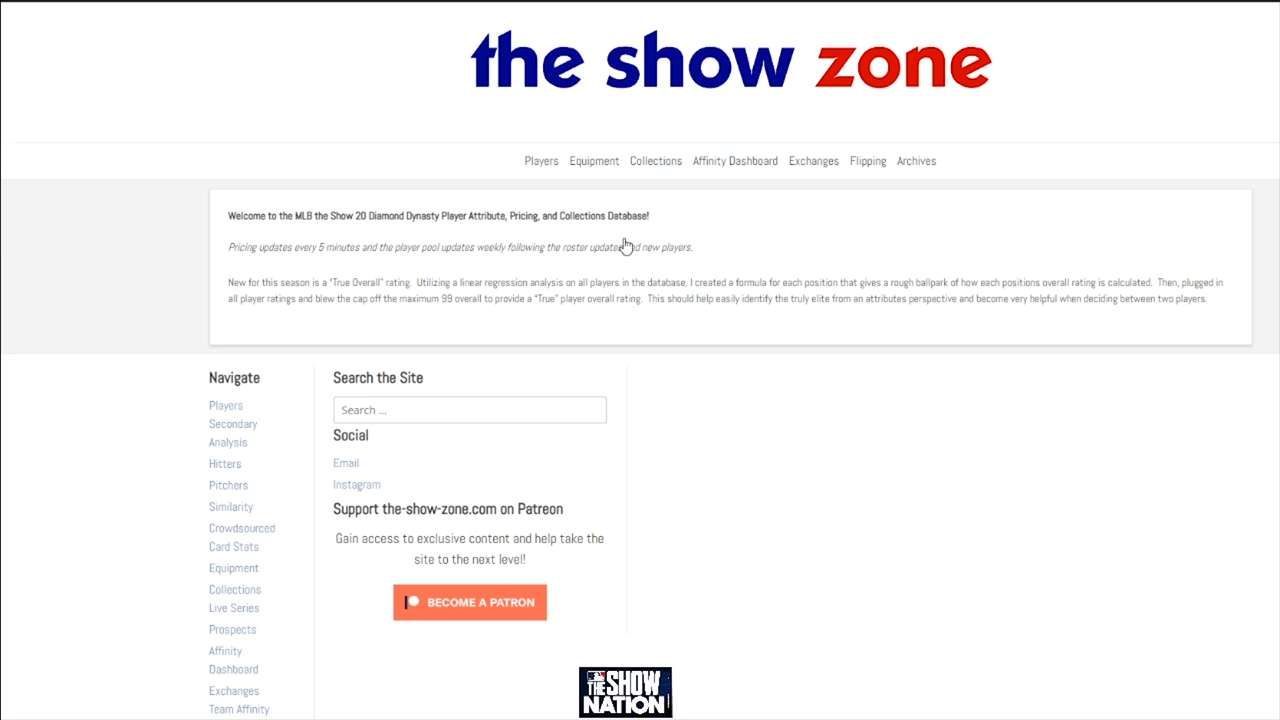 the show zone
Players Equipment Collections Affinity Dashboard Exchanges Flipping Archives
Welcome to the MLB the Show 20 Diamond Dynasty Player Attribute, Pricing, and Collections Database!
Pricing updates every 5 minutes and the player pool updates weekly following the roster update nd new players.
New for this season is a “True Overall” rating. Utilizing a linear regression analysis on all players in the database, I created a formula for each position that gives a rough ballpark of how each positions overall rating is calculated. Then, plugged in
all player ratings and blew the cap off the maximum 99 overall to provide a “True” player overall rating. This should help easily identify the truly elite from an attributes perspective and become very helpful when deciding between two players.
Navigate
Players
Secondary
Analysis
Hitters
Pitchers
Similarity
Crowdsourced
Card Stats
Equipment
Collections
Live Series
Prospects
Affinity
Dashboard
Exchanges
Team Affinity
Search the Site
Search ...
Social
Email
Instagram
Support the-show-zone.com on Patreon
Gain access to exclusive content and help take the
site to the next level!
BECOME A PATRON
THE SHOW
NATION